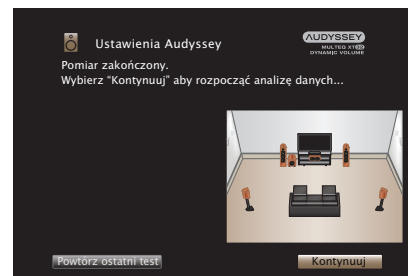 Ustawienia Audyssey
AUDYSSEY
MULTEQ XT32
DYNAMIC VOLUME
Pomiar zakończony.
Wybierz “Kontynuuj” aby rozpocząć analizę danych...
Powtórz ostatni test
Kontynuuj